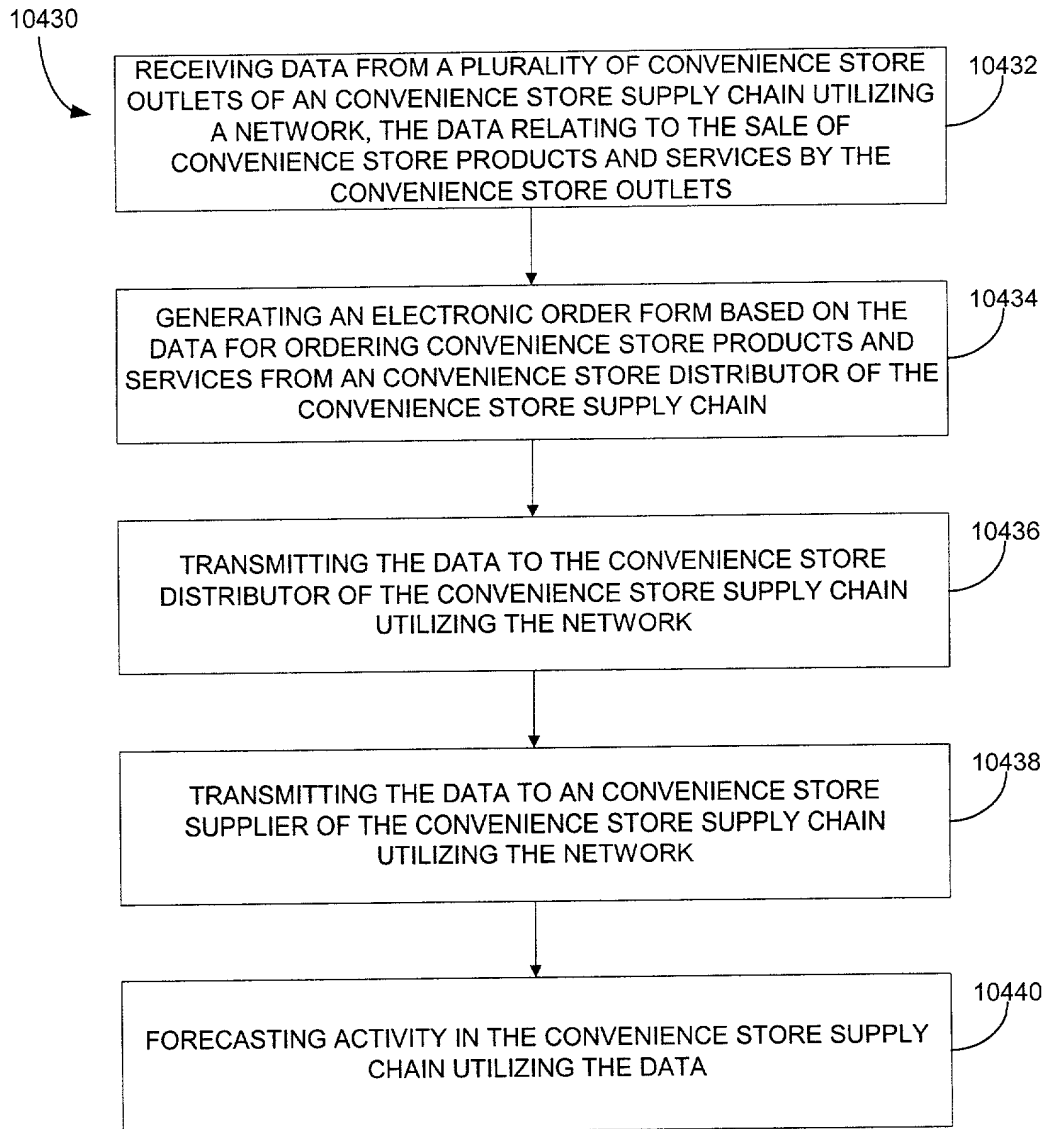 10430
RECEIVING DATA FROM A PLURALITY OF CONVENIENCE STORE
OUTLETS OF AN CONVENIENCE STORE SUPPLY CHAIN UTILIZING
A NETWORK, THE DATA RELATING TO THE SALE OF
CONVENIENCE STORE PRODUCTS AND SERVICES BY THE
CONVENIENCE STORE OUTLETS
10432
GENERATING AN ELECTRONIC ORDER FORM BASED ON THE
DATA FOR ORDERING CONVENIENCE STORE PRODUCTS AND
SERVICES FROM AN CONVENIENCE STORE DISTRIBUTOR OF THE
CONVENIENCE STORE SUPPLY CHAIN
10434
TRANSMITTING THE DATA TO THE CONVENIENCE STORE
DISTRIBUTOR OF THE CONVENIENCE STORE SUPPLY CHAIN
UTILIZING THE NETWORK
10436
TRANSMITTING THE DATA TO AN CONVENIENCE STORE
SUPPLIER OF THE CONVENIENCE STORE SUPPLY CHAIN
UTILIZING THE NETWORK
10438
FORECASTING ACTIVITY IN THE CONVENIENCE STORE SUPPLY
CHAIN UTILIZING THE DATA
10440